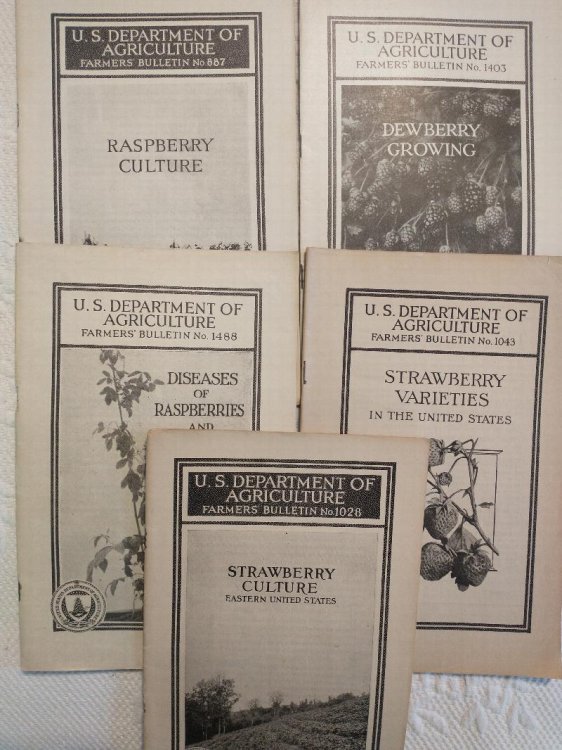 U. S. DEPARTMENT OF
AGRICULTURE
FARMERS' BULLETIN No 887
RASPBERRY
CULTURE
U. S. DEPARTMENT OF
AGRICULTURE
FARMERS' BULLETIN No. 1403
DEWBERRY
GROWING
U. S. DEPARTMENT OF
AGRICULTURE
FARMERS' BULLETIN No. 1488
DISEASES
OF
RASPBERRIES
AND
U. S. DEPARTMENT OF
AGRICULTURE
FARMERS' BULLETIN No. 1043
STRAWBERRY
VARIETIES
IN THE UNITED STATES
U. S. DEPARTMENT OF
AGRICULTURE
FARMERS' BULLETIN No. 1028
STRAWBERRY
CULTURE
EASTERN UNITED STATES